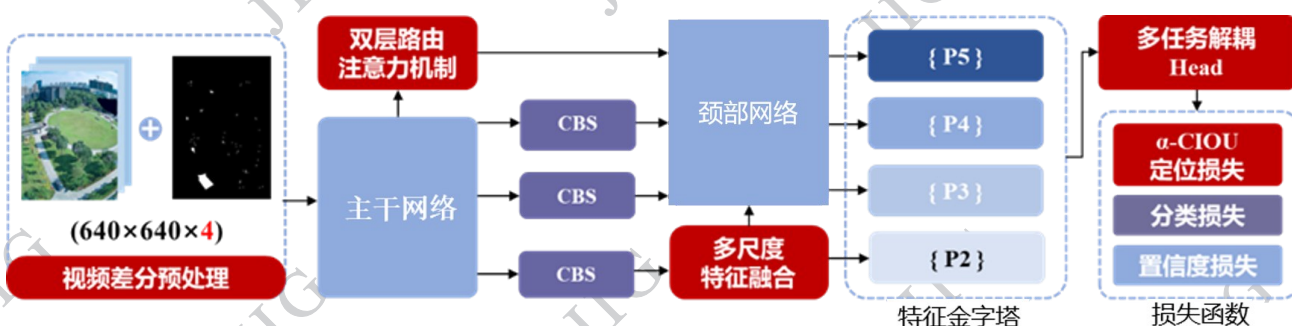 (640×640×4)
视频差分预处理
双层路由
注意力机制
主干网络
CBS
CBS
CBS
颈部网络
多尺度
特征融合
{ P5 }
{ P4 }
{ P3 }
{ P2 }
特征金字塔
多任务解耦
Head
α-CIOU
定位损失
分类损失
置信度损失
损失函数